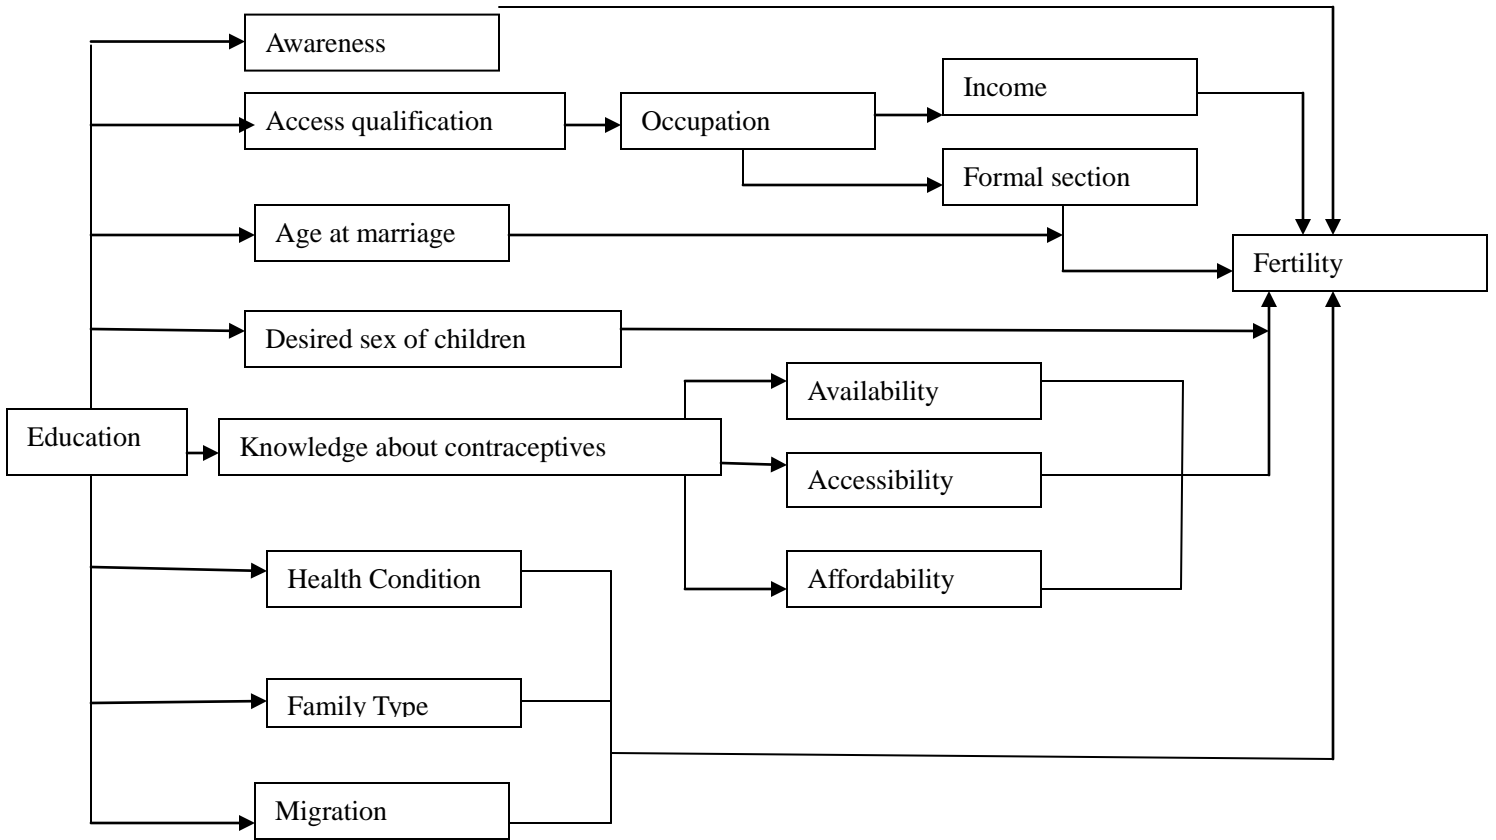 Awareness
Income
Access qualification
Occupation
Formal section
Age at marriage
Fertility
Desired sex of children
Availability
Education
Knowledge about contraceptives
Accessibility
Health Condition
Affordability
Family Type
Migration